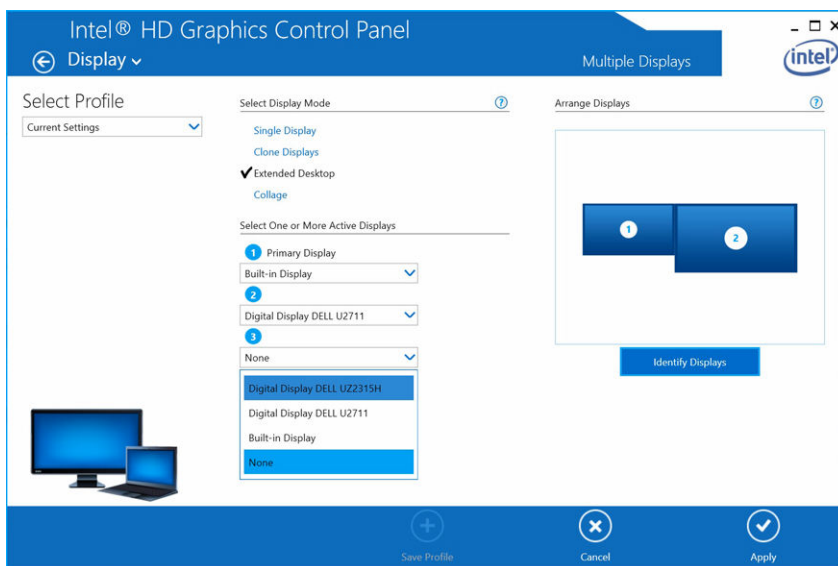 Intel® HD Graphics Control Panel
Display
Multiple Displays
intel
Select Profile
Current Settings
Select Display Mode
?
Single Display
Clone Displays
Extended Desktop
Collage
Select One or More Active Displays
1 Primary Display
Built-in Display
2
Digital Display DELL U2711
3
None
Digital Display DELL UZ2315H
Digital Display DELL U2711
Built-in Display
None
Arrange Displays
?
1
2
Identify Displays
Save Profile
Cancel
Apply